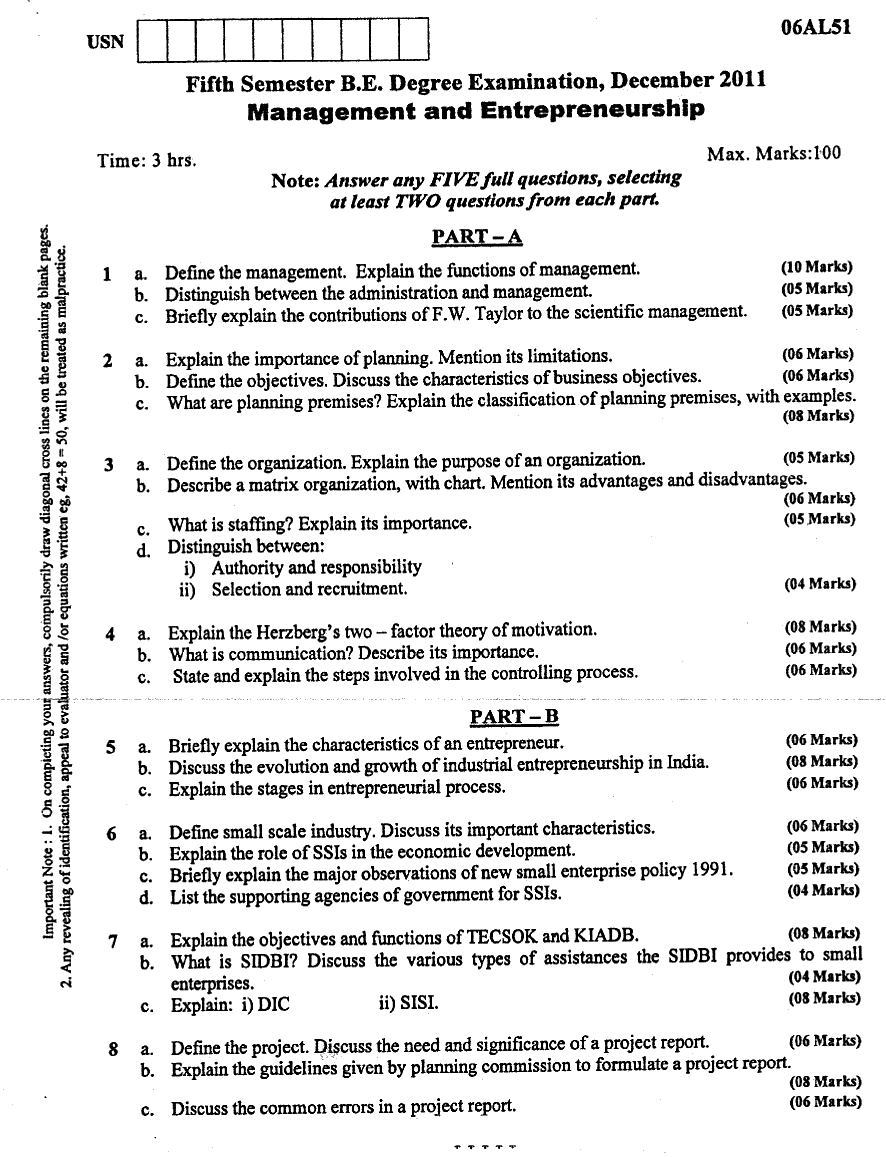 06AL51
USN
Fifth Semester B.E. Degree Examination, December 2011
Management and Entrepreneurship
Time: 3 hrs. Max. Marks:100
Note: Answer any FIVE full questions, selecting
at least TWO questions from each part.
PART – A
1 a. Define the management. Explain the functions of management. (10 Marks)
b. Distinguish between the administration and management. (05 Marks)
c. Briefly explain the contributions of F.W. Taylor to the scientific management. (05 Marks)
2 a. Explain the importance of planning. Mention its limitations. (06 Marks)
b. Define the objectives. Discuss the characteristics of business objectives. (06 Marks)
c. What are planning premises? Explain the classification of planning premises, with examples.
(08 Marks)
3 a. Define the organization. Explain the purpose of an organization. (05 Marks)
b. Describe a matrix organization, with chart. Mention its advantages and disadvantages.
(06 Marks)
c. What is staffing? Explain its importance. (05 Marks)
d. Distinguish between:
i) Authority and responsibility
ii) Selection and recruitment. (04 Marks)
4 a. Explain the Herzberg's two – factor theory of motivation. (08 Marks)
b. What is communication? Describe its importance. (06 Marks)
c. State and explain the steps involved in the controlling process. (06 Marks)
PART – B
5 a. Briefly explain the characteristics of an entrepreneur. (06 Marks)
b. Discuss the evolution and growth of industrial entrepreneurship in India. (08 Marks)
c. Explain the stages in entrepreneurial process. (06 Marks)
6 a. Define small scale industry. Discuss its important characteristics. (06 Marks)
b. Explain the role of SSIs in the economic development. (05 Marks)
c. Briefly explain the major observations of new small enterprise policy 1991. (05 Marks)
d. List the supporting agencies of government for SSIs. (04 Marks)
7 a. Explain the objectives and functions of TECSOK and KIADB. (08 Marks)
b. What is SIDBI? Discuss the various types of assistances the SIDBI provides to small
enterprises. (04 Marks)
c. Explain: i) DIC ii) SISI. (08 Marks)
8 a. Define the project. Discuss the need and significance of a project report. (06 Marks)
b. Explain the guidelines given by planning commission to formulate a project report.
(08 Marks)
c. Discuss the common errors in a project report. (06 Marks)
* * * * *
Important Note : 1. On completing your answers, compulsorily draw diagonal cross lines on the remaining blank pages.
2. Any revealing of identification, appeal to evaluator and /or equations written eg, 42+8 = 50, will be treated as malpractice.